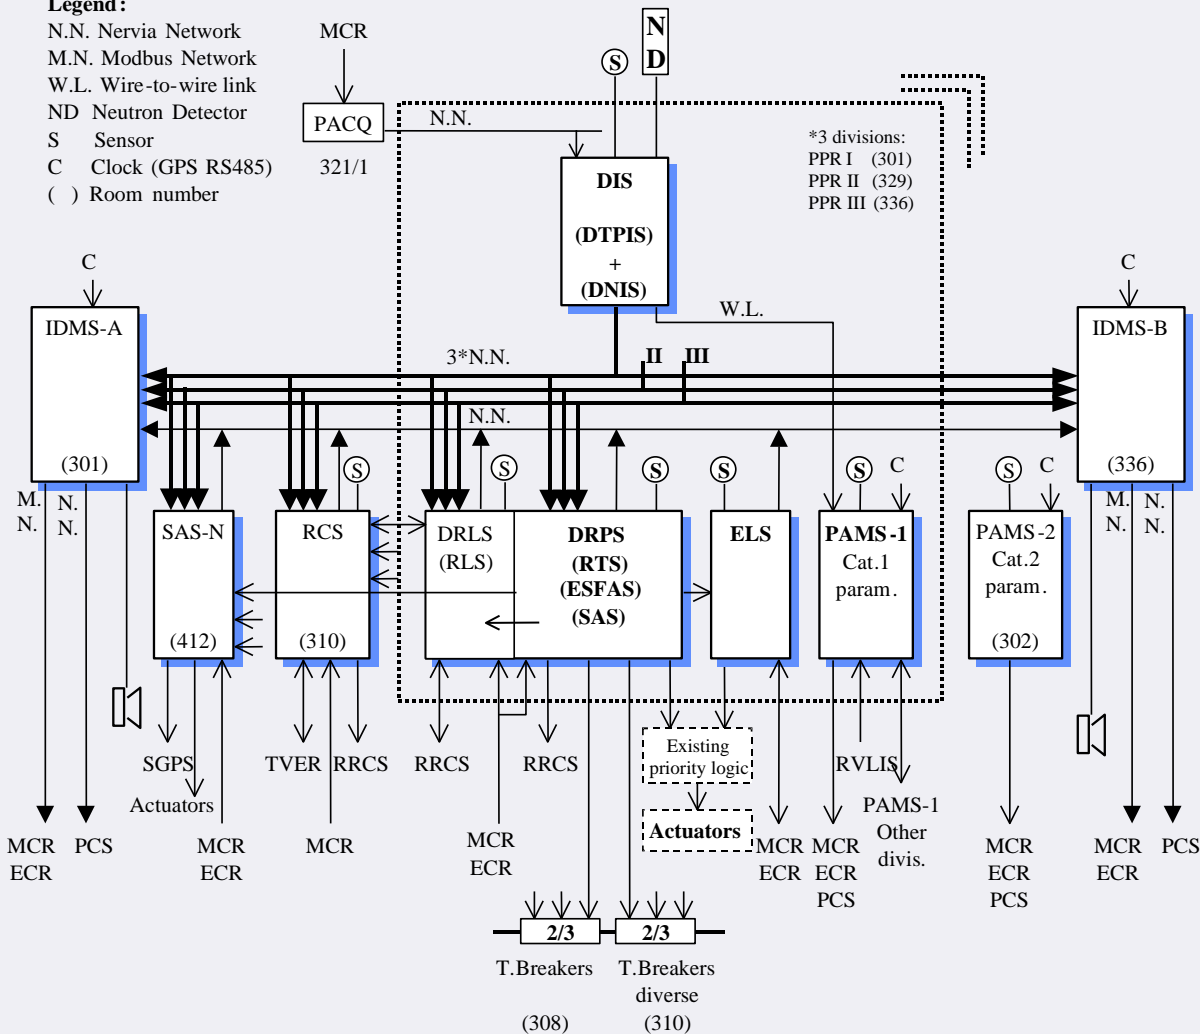 Legend:
N.N. Nervia Network
M.N. Modbus Network
W.L. Wire-to-wire link
ND Neutron Detector
S Sensor
C Clock (GPS RS485)
( ) Room number
MCR
PACQ
321/1
N.N.
S
N
D
*3 divisions:
PPR I (301)
PPR II (329)
PPR III (336)
DIS
(DTPIS)
+
(DNIS)
W.L.
C
IDMS-A
(301)
C
IDMS-B
(336)
3*N.N.
II
III
N.N.
M.
N.
N.
N.
S
S
S
S
S
C
S
C
M.
N.
N.
N.
SAS-N
(412)
RCS
(310)
DRLS
(RLS)
DRPS
(RTS)
(ESFAS)
(SAS)
ELS
PAMS-1
Cat.1
param.
PAMS-2
Cat.2
param.
(302)
SGPS
Actuators
TVER
RRCS
RRCS
RRCS
Existing
priority logic
Actuators
RVLIS
PAMS-1
Other
divis.
MCR
ECR
PCS
MCR
ECR
MCR
MCR
ECR
MCR
ECR
MCR
ECR
PCS
MCR
ECR
PCS
MCR
ECR
PCS
2/3
2/3
T.Breakers
(308)
T.Breakers
diverse
(310)